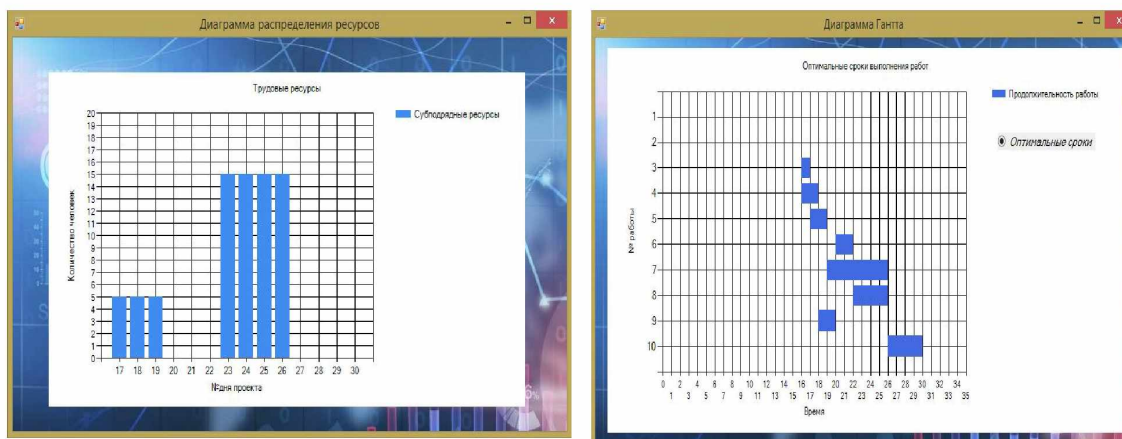 Диаграмма распределения ресурсов
Трудовые ресурсы
Субподрядные ресурсы
Количество человек
20
19
18
17
16
15
14
13
12
11
10
9
8
7
6
5
4
3
2
1
0
17 18 19 20 21 22 23 24 25 26 27 28 29 30
№дня проекта
Диаграмма Гантта
Оптимальные сроки выполнения работ
Продолжительность работы
Оптимальные сроки
№ работы
1
2
3
4
5
6
7
8
9
10
0 2 4 6 8 10 12 14 16 18 20 22 24 26 28 30 32 34
1 3 5 7 9 11 13 15 17 19 21 23 25 27 29 31 33 35
Время